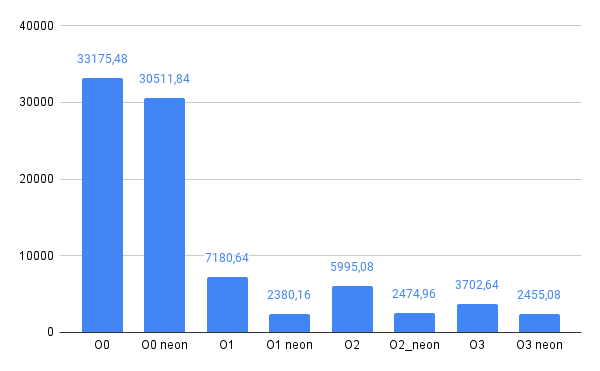 40000
30000
20000
10000
0
33175,48
30511,84
7180,64
2380,16
5995,08
2474,96
3702,64
2455,08
O0
O0 neon
O1
O1 neon
O2
O2_neon
O3
O3 neon